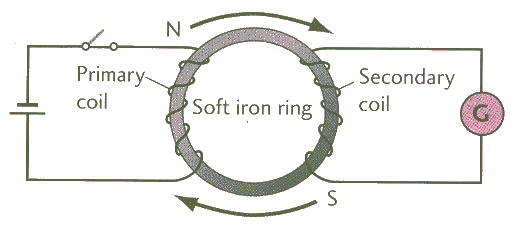 N
Primary
coil
Soft iron ring
Secondary
coil
G
S